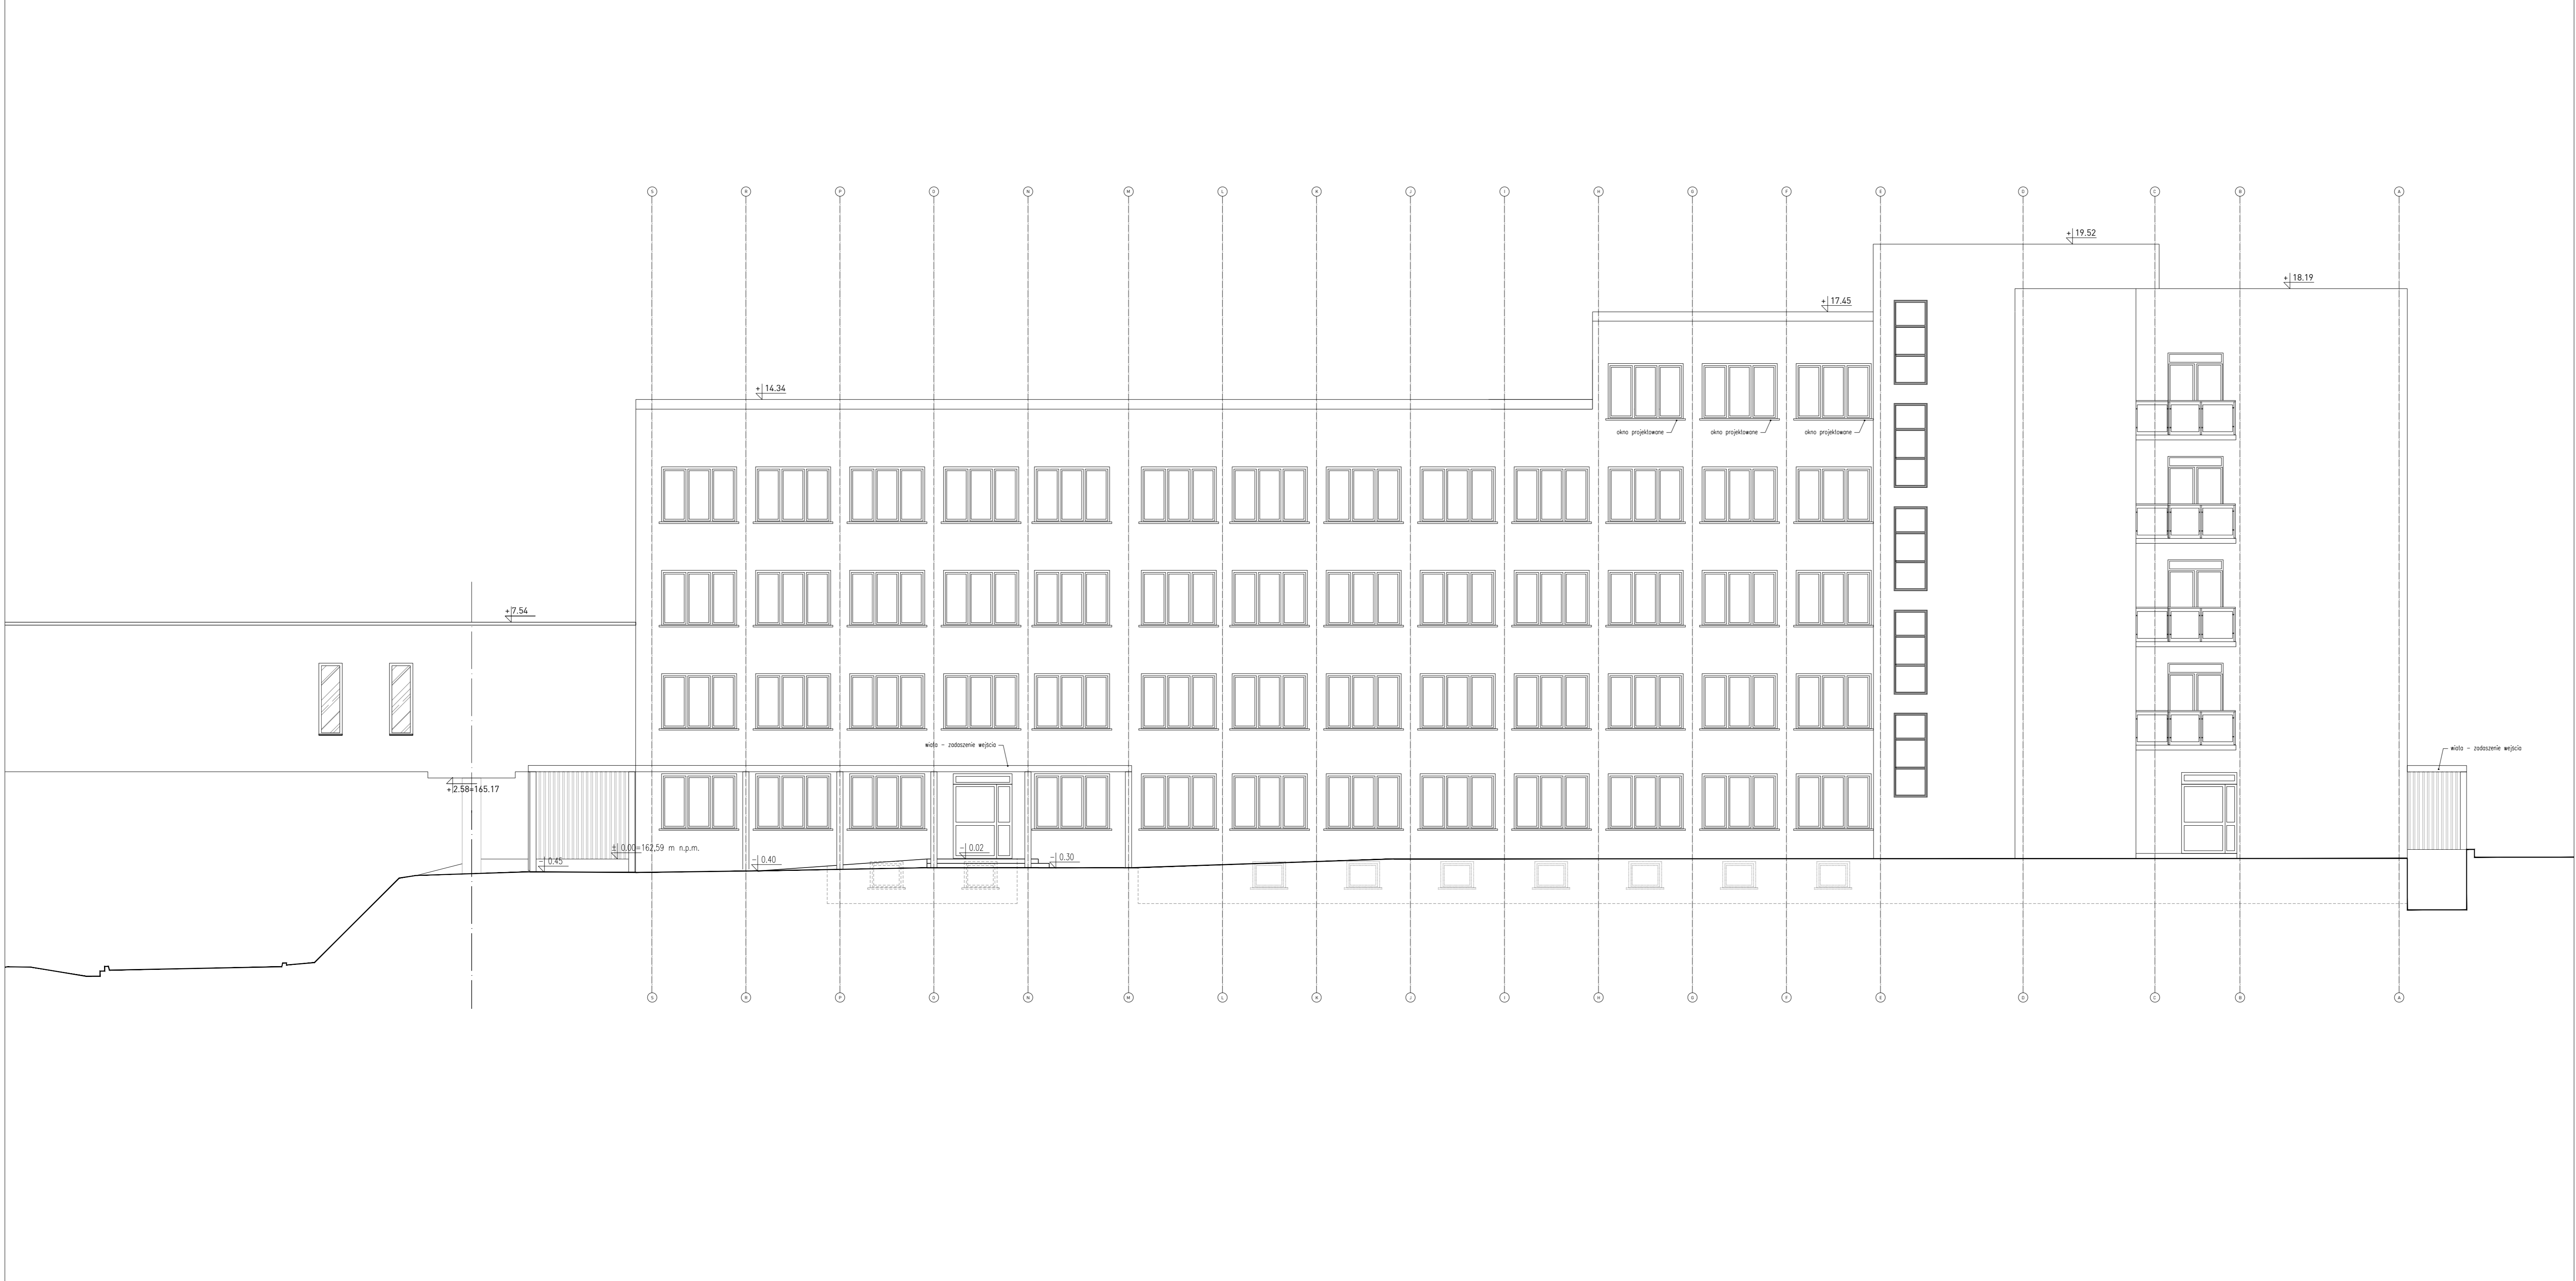 S R P O N M L K J I H G F E D C B A
+19.52
+18.19
+17.45
+14.34
okno projektowane
okno projektowane
okno projektowane
+7.54
wiata - zadaszenie wejścia
wiata - zadaszenie wejścia
+2.58=165.17
± 0.00=162,59 m n.p.m.
- 0.02
- 0.30
- 0.45
- 0.40
S R P O N M L K J I H G F E D C B A